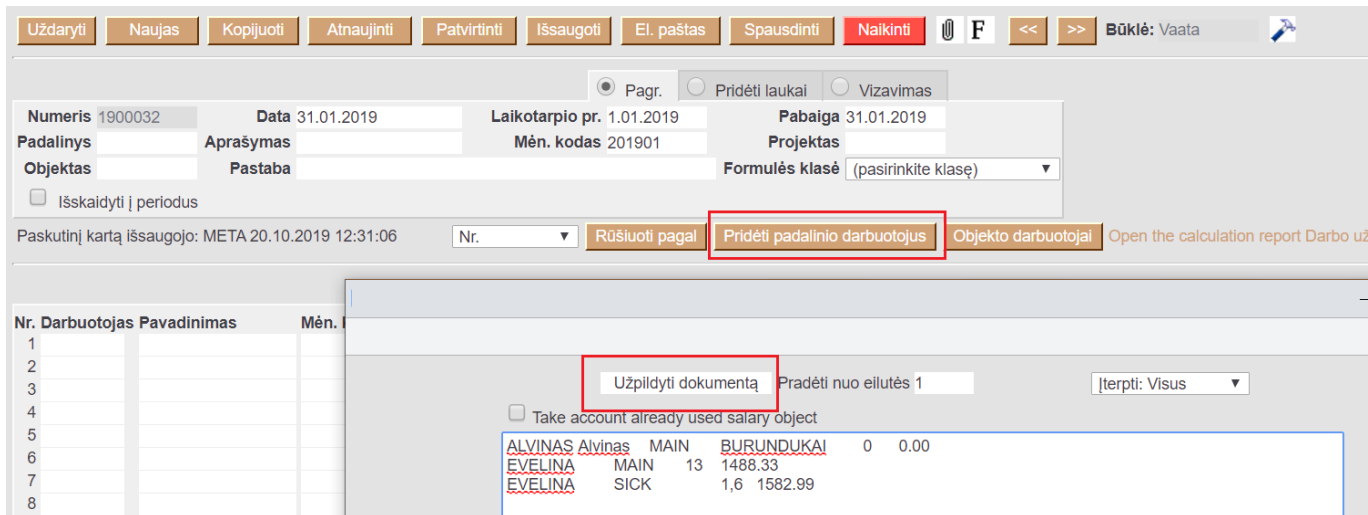 Uždaryti Naujas Kopijuoti Atnaujinti Patvirtinti Išsaugoti El. paštas Spausdinti Naikinti F << >> Būklė: Vaata
Pagr. Pridėti laukai Vizavimas
Numeris 1900032 Data 31.01.2019 Laikotarpio pr. 1.01.2019 Pabaiga 31.01.2019
Padalinys Aprašymas Mėn. kodas 201901 Projektas
Objektas Pastaba Formulės klasė (pasirinkite klasę)
Išskaidyti į periodus
Paskutinį kartą išsaugojo: META 20.10.2019 12:31:06 Nr. Rūšiuoti pagal Pridėti padalinio darbuotojus Objekto darbuotojai Open the calculation report Darbo
Nr. Darbuotojas Pavadinimas Mėn.
1
2
3
4
5
6
7
8
Užpildyti dokumentą Pradėti nuo eilutės 1 Įterpti: Visus
Take account already used salary object
ALVINAS Alvinas MAIN BURUNDUKAI 0 0.00
EVELINA MAIN 13 1488.33
EVELINA SICK 1,6 1582.99